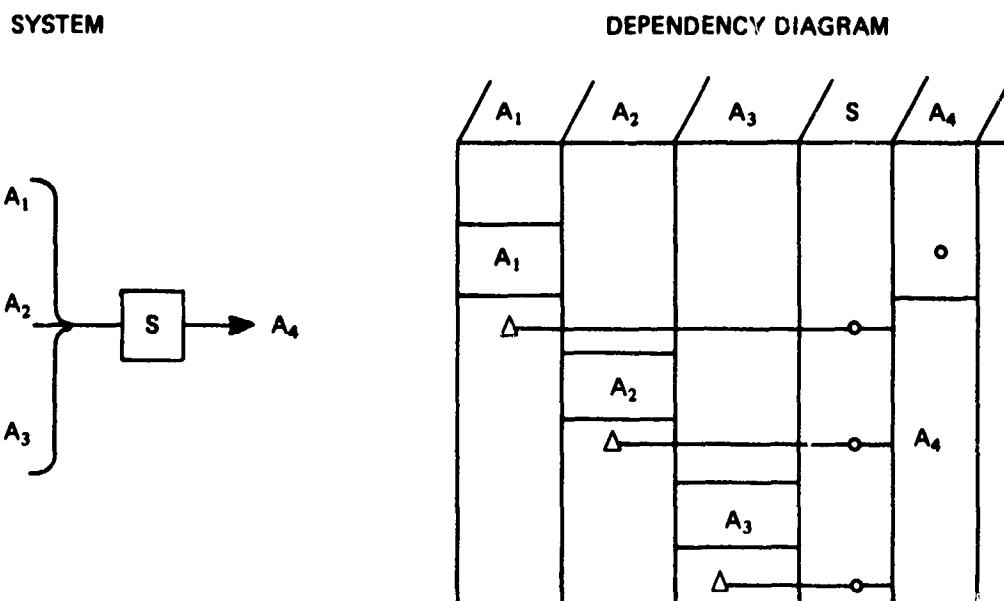 SYSTEM
DEPENDENCY DIAGRAM
A₁ A₂ A₃ S A₄
A₁
A₂
A₃
S
A₄
A₁
A₂
A₃
A₄